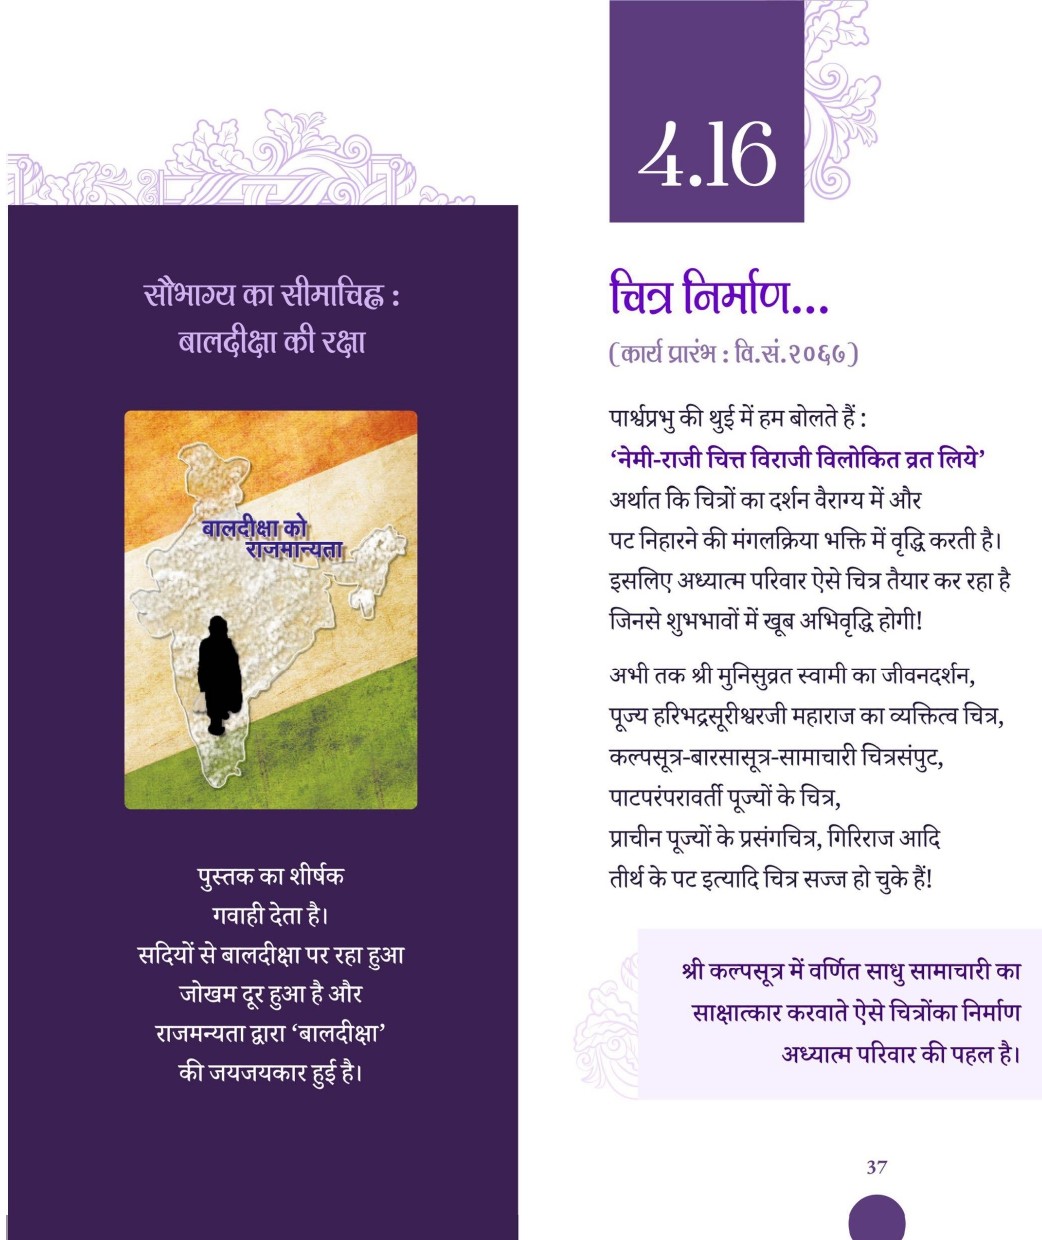 सौभाग्य का सीमाचिह्न :
बालदीक्षा की रक्षा
बालदीक्षा को
राजमान्यता
पुस्तक का शीर्षक
गवाही देता है।
सदियों से बालदीक्षा पर रहा हुआ
जोखम दूर हुआ है और
राजमन्यता द्वारा ‘बालदीक्षा’
की जयजयकार हुई है।
4.16
चित्र निर्माण...
(कार्य प्रारंभ : वि.सं.२०६७)
पार्श्वप्रभु की थुई में हम बोलते हैं :
‘नेमी-राजी चित्त विराजी विलोकित व्रत लिये’
अर्थात कि चित्रों का दर्शन वैराग्य में और
पट निहारने की मंगलक्रिया भक्ति में वृद्धि करती है।
इसलिए अध्यात्म परिवार ऐसे चित्र तैयार कर रहा है
जिनसे शुभभावों में खूब अभिवृद्धि होगी!
अभी तक श्री मुनिसुव्रत स्वामी का जीवनदर्शन,
पूज्य हरिभद्रसूरीश्वरजी महाराज का व्यक्तित्व चित्र,
कल्पसूत्र-बारसासूत्र-सामाचारी चित्रसंपुट,
पाटपरंपरावर्ती पूज्यों के चित्र,
प्राचीन पूज्यों के प्रसंगचित्र, गिरिराज आदि
तीर्थ के पट इत्यादि चित्र सज्ज हो चुके हैं!
श्री कल्पसूत्र में वर्णित साधु सामाचारी का
साक्षात्कार करवाते ऐसे चित्रोंका निर्माण
अध्यात्म परिवार की पहल है।
37